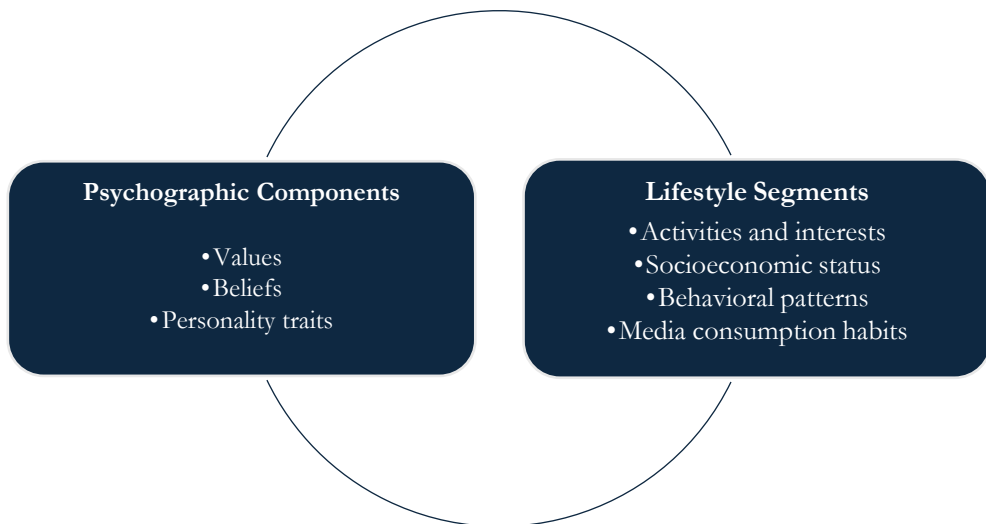 Psychographic Components
•Values
•Beliefs
•Personality traits
Lifestyle Segments
•Activities and interests
•Socioeconomic status
•Behavioral patterns
•Media consumption habits